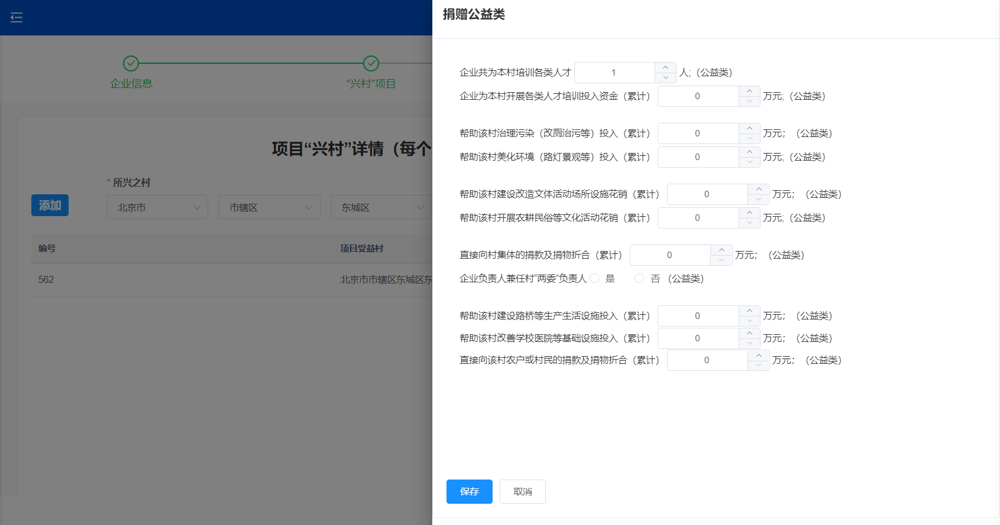 捐赠公益类
企业信息
“兴村”项目
项目“兴村”详情（每个
* 所兴之村
添加
北京市
市辖区
东城区
编号
项目受益村
562
北京市市辖区东城区东
企业共为本村培训各类人才 1 人;（公益类）
企业为本村开展各类人才培训投入资金（累计） 0 万元;（公益类）
帮助该村治理污染（改厕治污等）投入（累计） 0 万元；（公益类）
帮助该村美化环境（路灯景观等）投入（累计） 0 万元;（公益类）
帮助该村建设改造文体活动场所设施花销（累计） 0 万元；（公益类）
帮助该村开展农耕民俗等文化活动花销（累计） 0 万元;（公益类）
直接向村集体的捐款及捐物折合（累计） 0 万元；（公益类）
企业负责人兼任村“两委”负责人 是 否 （公益类）
帮助该村建设路桥等生产生活设施投入（累计） 0 万元；（公益类）
帮助该村改善学校医院等基础设施投入（累计） 0 万元；（公益类）
直接向该村农户或村民的捐款及捐物折合（累计） 0 万元；（公益类）
保存
取消